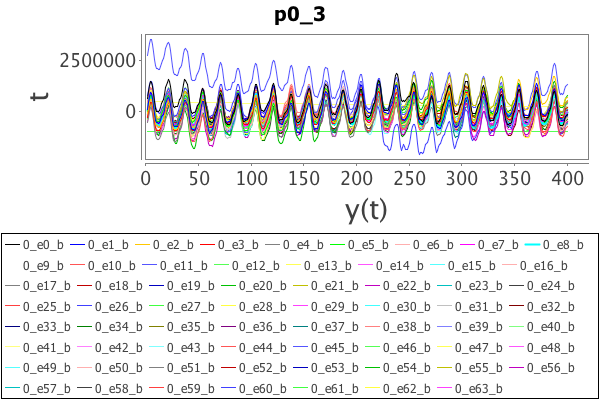 p0_3
2500000
0
t
0 50 100 150 200 250 300 350 400
y(t)
0_e0_b 0_e1_b 0_e2_b 0_e3_b 0_e4_b 0_e5_b 0_e6_b 0_e7_b 0_e8_b
0_e9_b 0_e10_b 0_e11_b 0_e12_b 0_e13_b 0_e14_b 0_e15_b 0_e16_b
0_e17_b 0_e18_b 0_e19_b 0_e20_b 0_e21_b 0_e22_b 0_e23_b 0_e24_b
0_e25_b 0_e26_b 0_e27_b 0_e28_b 0_e29_b 0_e30_b 0_e31_b 0_e32_b
0_e33_b 0_e34_b 0_e35_b 0_e36_b 0_e37_b 0_e38_b 0_e39_b 0_e40_b
0_e41_b 0_e42_b 0_e43_b 0_e44_b 0_e45_b 0_e46_b 0_e47_b 0_e48_b
0_e49_b 0_e50_b 0_e51_b 0_e52_b 0_e53_b 0_e54_b 0_e55_b 0_e56_b
0_e57_b 0_e58_b 0_e59_b 0_e60_b 0_e61_b 0_e62_b 0_e63_b